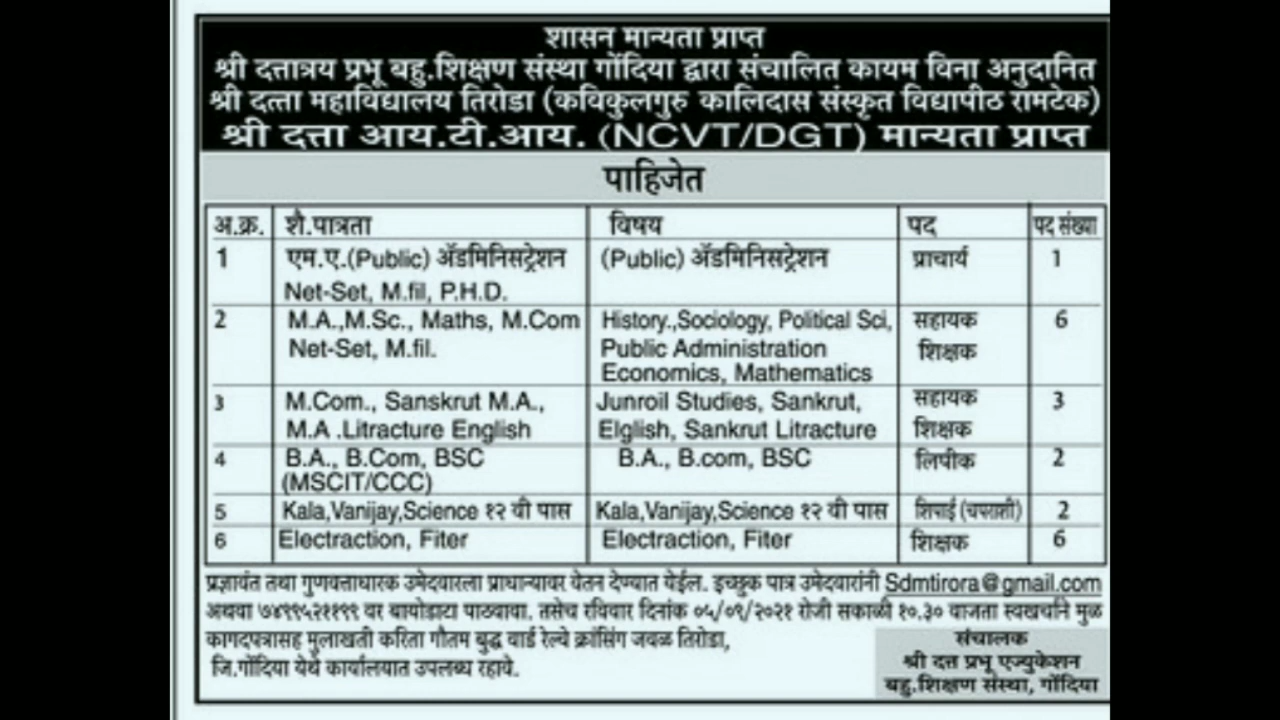 शासन मान्यता प्राप्त
श्री दत्तात्रय प्रभू बहु.शिक्षण संस्था गोंदिया द्वारा संचालित कायम विना अनुदानित
श्री दत्ता महाविद्यालय तिरोडा (कविकुलगुरु कालिदास संस्कृत विद्यापीठ रामटेक)
श्री दत्ता आय.टी.आय. (NCVT/DGT) मान्यता प्राप्त
पाहिजेत
अ.क्र. शै.पात्रता विषय पद पद संख्या
1 एम.ए.(Public) ॲडमिनिसट्रेशन (Public) ॲडमिनिसट्रेशन प्राचार्य 1
Net-Set, M.fil, P.H.D.
2 M.A.,M.Sc., Maths, M.Com History.,Sociology, Political Sci, सहायक 6
Net-Set, M.fil. Public Administration शिक्षक
Economics, Mathematics
3 M.Com., Sanskrut M.A., Junroil Studies, Sankrut, सहायक 3
M.A .Litracture English Elglish, Sankrut Litracture शिक्षक
4 B.A., B.Com, BSC B.A., B.com, BSC लिपीक 2
(MSCIT/CCC)
5 Kala,Vanijay,Science १२ वी पास Kala,Vanijay,Science १२ वी पास शिपाई (चपराशी) 2
6 Electraction, Fiter Electraction, Fiter शिक्षक 6
प्रज्ञावंत तथा गुणवत्ताधारक उमेदवारला प्राधान्यावर वेतन देण्यात येईल. इच्छुक पात्र उमेदवारांनी Sdmtirora@gmail.com
अथवा ७४९९५२११९९ वर बायोडाटा पाठवावा. तसेच रविवार दिनांक ०५/०९/२०२१ रोजी सकाळी १०.३० वाजता स्वखर्चाने मुळ
कागदपत्रासह मुलाखती करिता गौतम बुद्ध वार्ड रेल्वे क्रांसिंग जवळ तिरोडा,
जि.गोंदिया येथे कार्यालयात उपलब्ध रहावे.
संचालक
श्री दत्त प्रभू एज्युकेशन
बहु.शिक्षण संस्था, गोंदिया